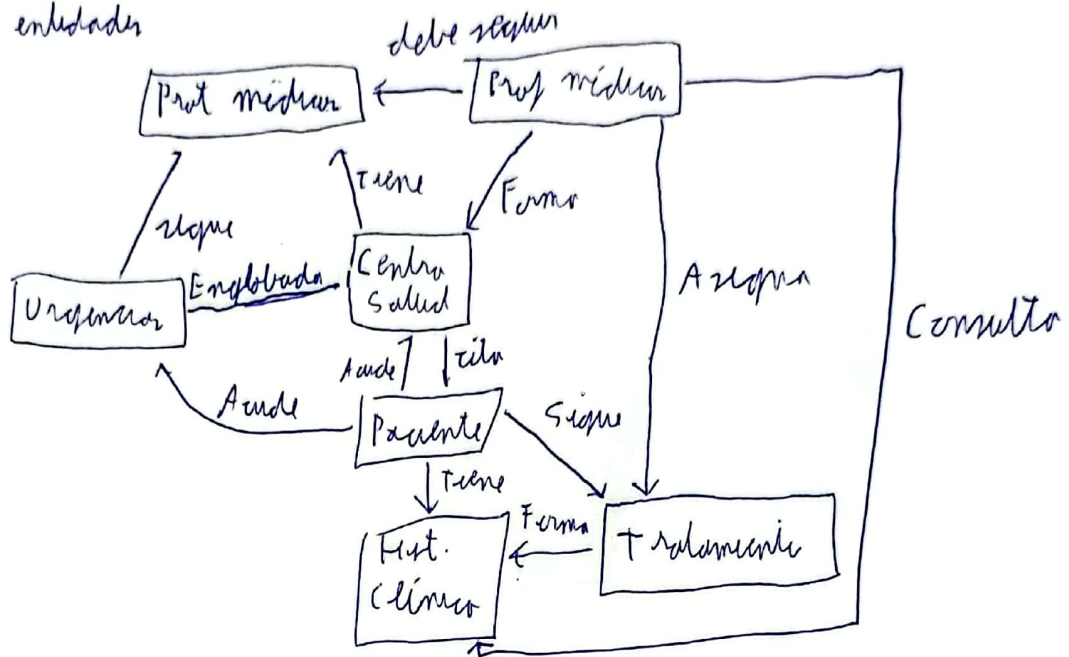 entidades
debe seguir
Prot médicos
Prof médicos
Tiene
Forma
sigue
Centro
Salud
Englobada
Urgencias
Asigna
Consulta
Acude
cita
Acude
Paciente
Sigue
Tiene
Forma
Tratamiento
Hist.
Clínico